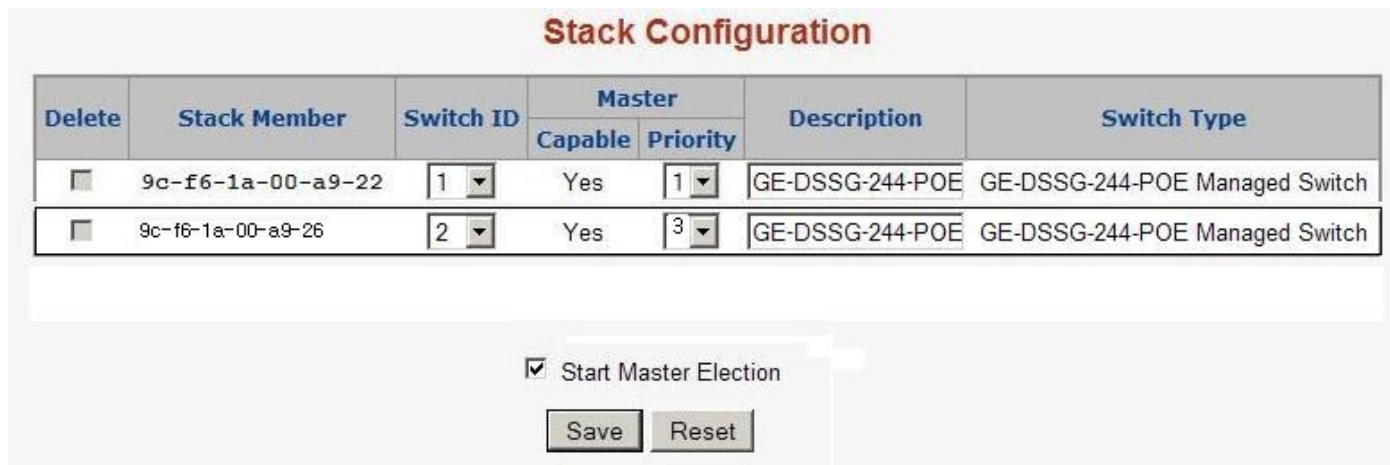 Stack Configuration
Delete Stack Member Switch ID Master Description Switch Type
Capable Priority
9c-f6-1a-00-a9-22 1 Yes 1 GE-DSSG-244-POE GE-DSSG-244-POE Managed Switch
9c-f6-1a-00-a9-26 2 Yes 3 GE-DSSG-244-POE GE-DSSG-244-POE Managed Switch
Start Master Election
Save Reset